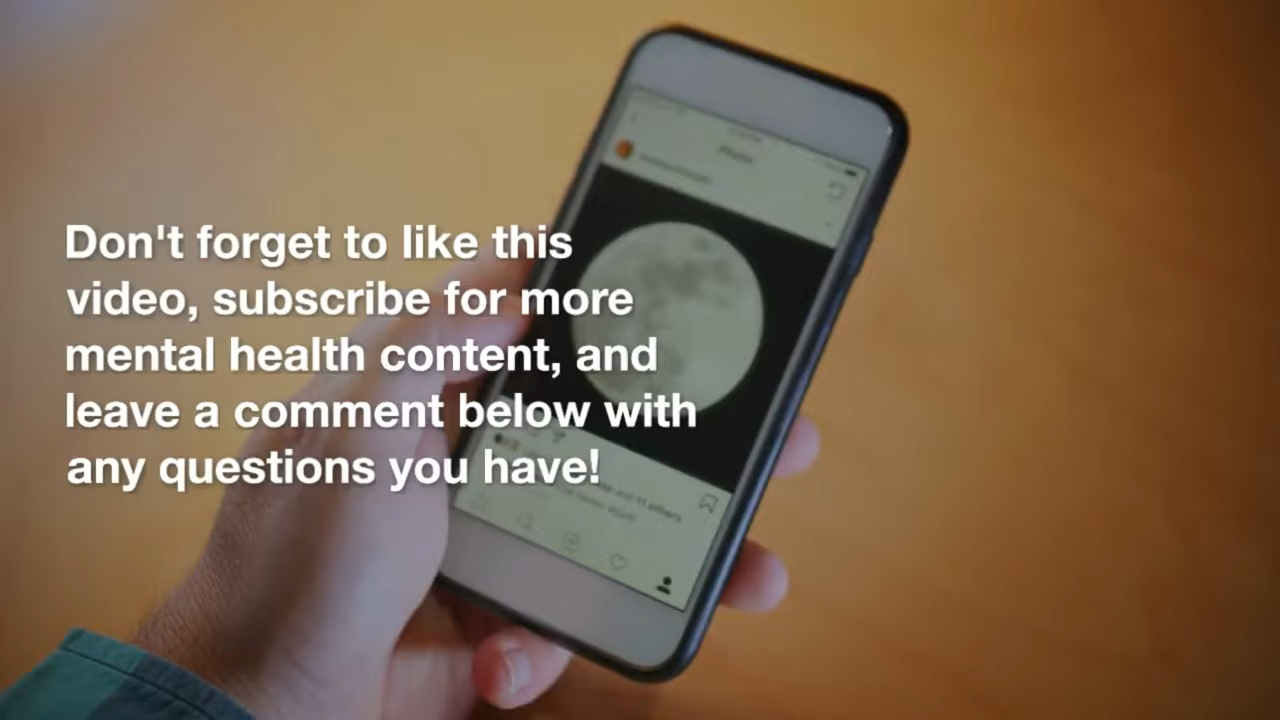 Don't forget to like this
video, subscribe for more
mental health content, and
leave a comment below with
any questions you have!